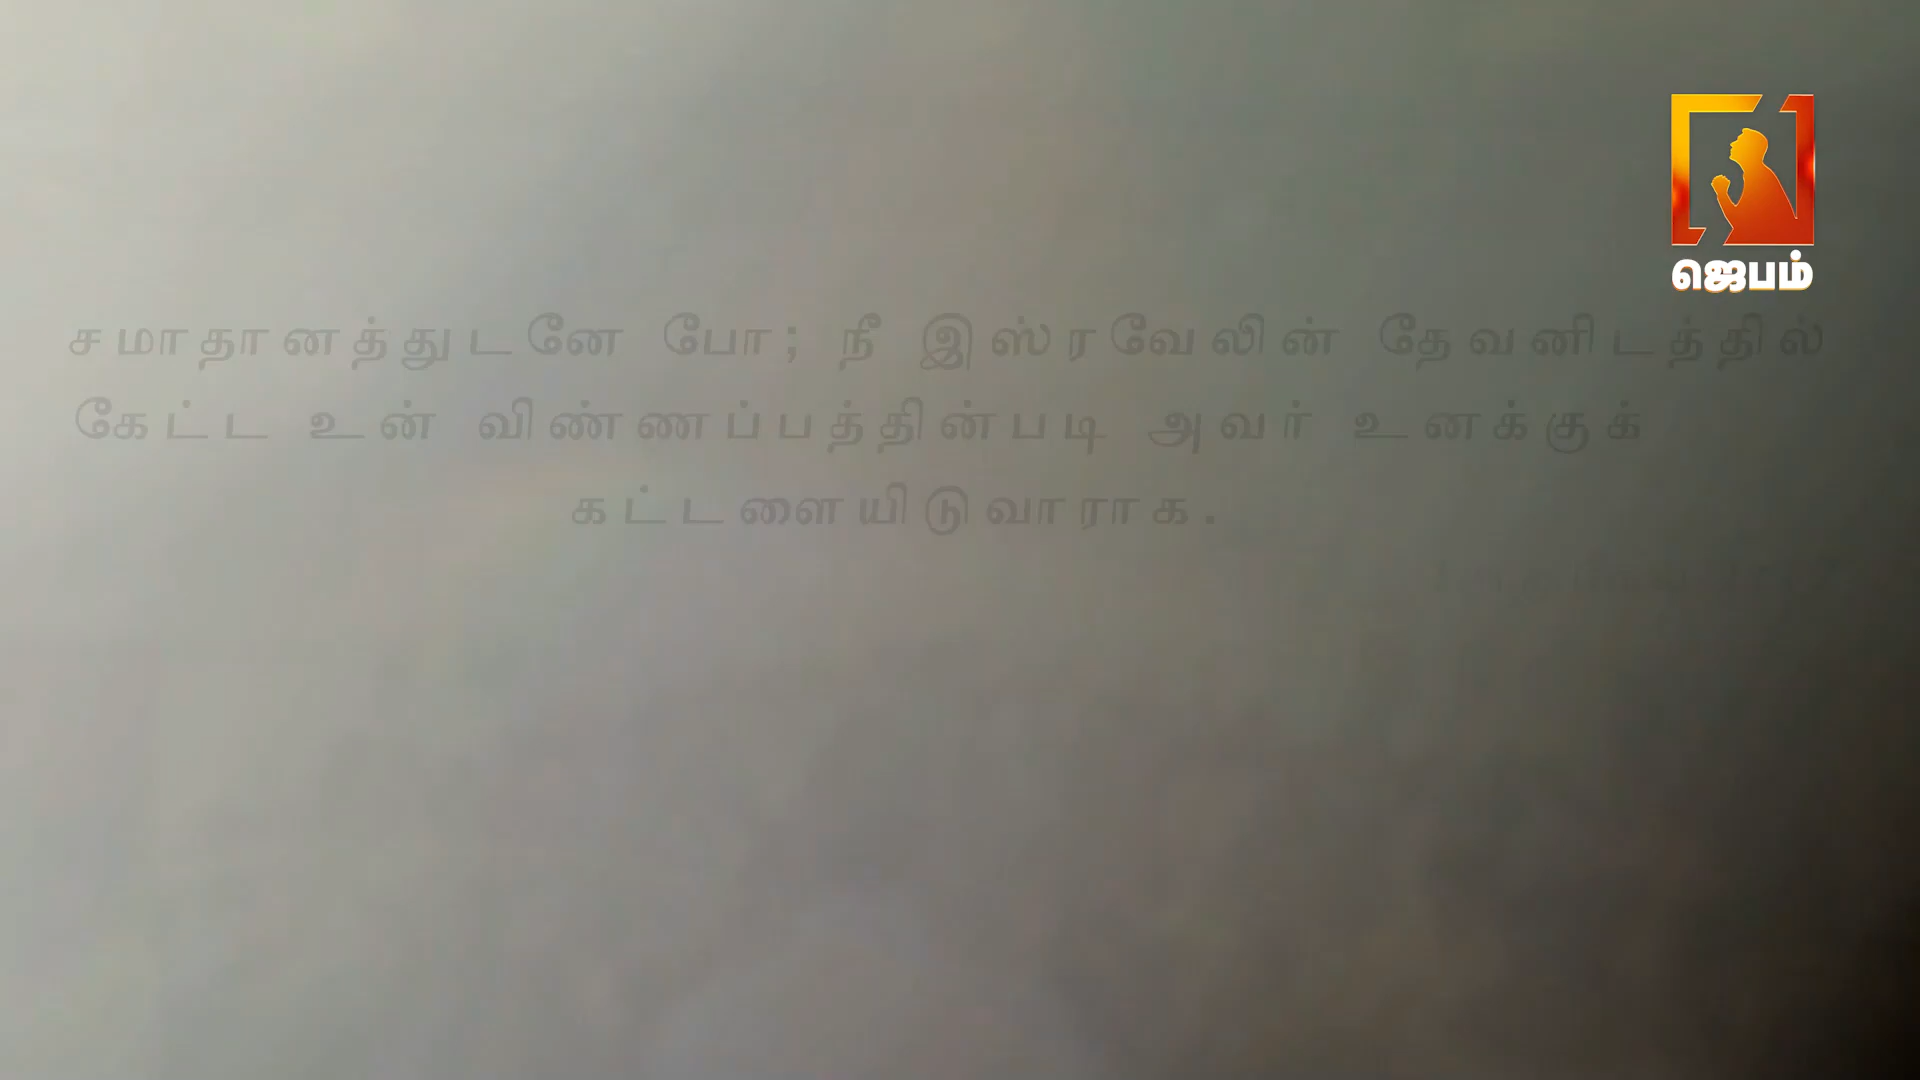 ஜெபம்
சமாதானத்துடனே போ; நீ இஸ்ரவேலின் தேவனிடத்தில்
கேட்ட உன் விண்ணப்பத்தின்படி அவர் உனக்குக்
கட்டளையிடுவாராக.